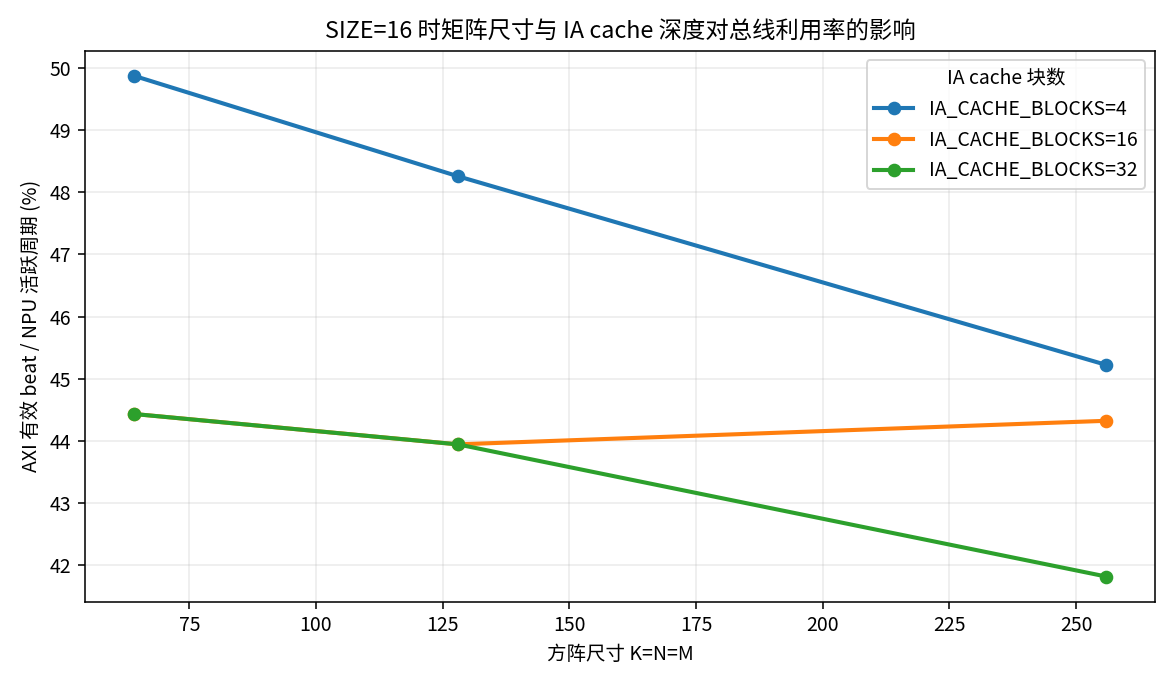 SIZE=16 时矩阵尺寸与 IA cache 深度对总线利用率的影响
IA cache 块数
IA_CACHE_BLOCKS=4
IA_CACHE_BLOCKS=16
IA_CACHE_BLOCKS=32
AXI 有效 beat / NPU 活跃周期 (%)
50
49
48
47
46
45
44
43
42
75 100 125 150 175 200 225 250
方阵尺寸 K=N=M